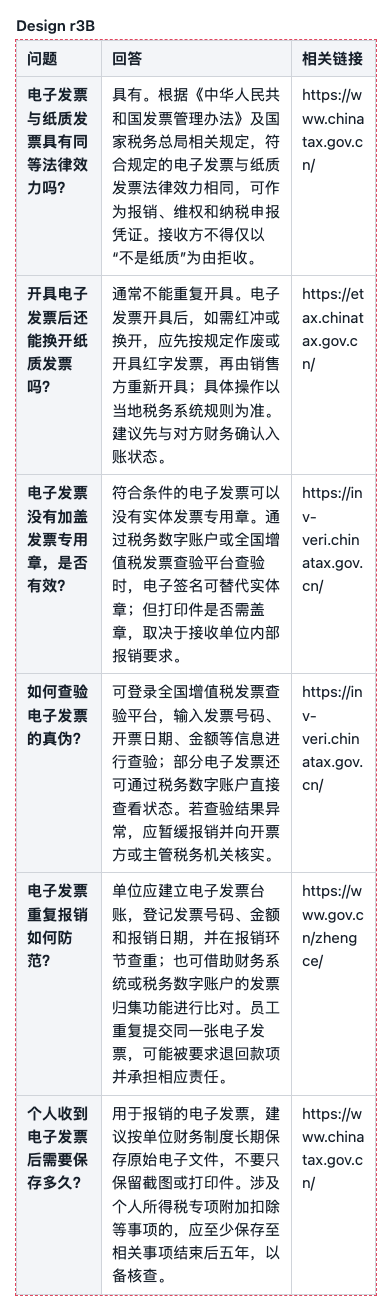 Design r3B
问题 回答 相关链接
电子发票
与纸质发
票具有同
等法律效
力吗?
具有。根据《中华人民共
和国发票管理办法》及国
家税务总局相关规定，符
合规定的电子发票与纸质
发票法律效力相同，可作
为报销、维权和纳税申报
凭证。接收方不得仅以
“不是纸质”为由拒收。
https://w
ww.china
tax.gov.c
n/
开具电子
发票后还
能换开纸
质发票
吗?
通常不能重复开具。电子
发票开具后，如需红冲或
换开，应先按规定作废或
开具红字发票，再由销售
方重新开具；具体操作以
当地税务系统规则为准。
建议先与对方财务确认入
账状态。
https://et
ax.chinat
ax.gov.c
n/
电子发票
没有加盖
发票专用
章，是否
有效?
符合条件的电子发票可以
没有实体发票专用章。通
过税务数字账户或全国增
值税发票查验平台查验
时，电子签名可替代实体
章；但打印件是否需盖
章，取决于接收单位内部
报销要求。
https://in
v-
veri.chin
atax.gov.
cn/
如何查验
电子发票
的真伪?
可登录全国增值税发票查
验平台，输入发票号码、
开票日期、金额等信息进
行查验；部分电子发票还
可通过税务数字账户直接
查看状态。若查验结果异
常，应暂缓报销并向开票
方或主管税务机关核实。
https://in
v-
veri.chin
atax.gov.
cn/
电子发票
重复报销
如何防
范?
单位应建立电子发票台
账，登记发票号码、金额
和报销日期，并在报销环
节查重；也可借助财务系
统或税务数字账户的发票
归集功能进行比对。员工
重复提交同一张电子发
票，可能被要求退回款项
并承担相应责任。
https://w
ww.gov.c
n/zheng
ce/
个人收到
电子发票
后需要保
存多久?
用于报销的电子发票，建
议按单位财务制度长期保
存原始电子文件，不要只
保留截图或打印件。涉及
个人所得税专项附加扣除
等事项的，应至少保存至
相关事项结束后五年，以
备核查。
https://w
ww.china
tax.gov.c
n/